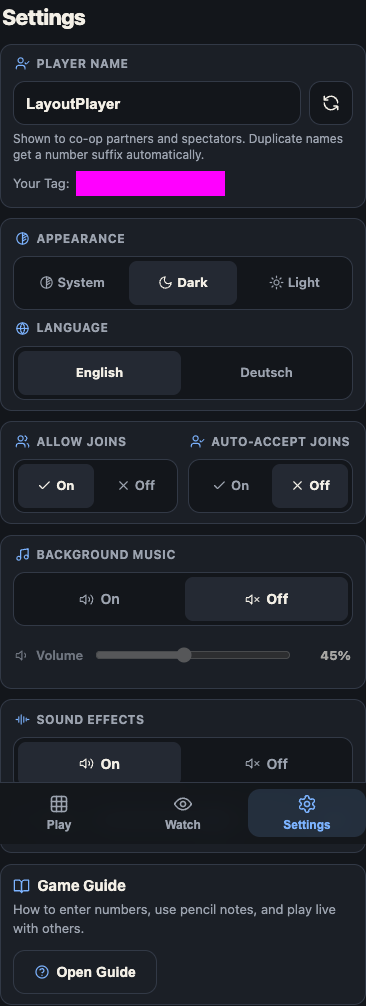 Settings
PLAYER NAME
LayoutPlayer
Shown to co-op partners and spectators. Duplicate names
get a number suffix automatically.
Your Tag:
APPEARANCE
System Dark Light
LANGUAGE
English Deutsch
ALLOW JOINS AUTO-ACCEPT JOINS
On Off On Off
BACKGROUND MUSIC
On Off
Volume 45%
SOUND EFFECTS
On Off
Play Watch Settings
Game Guide
How to enter numbers, use pencil notes, and play live
with others.
Open Guide